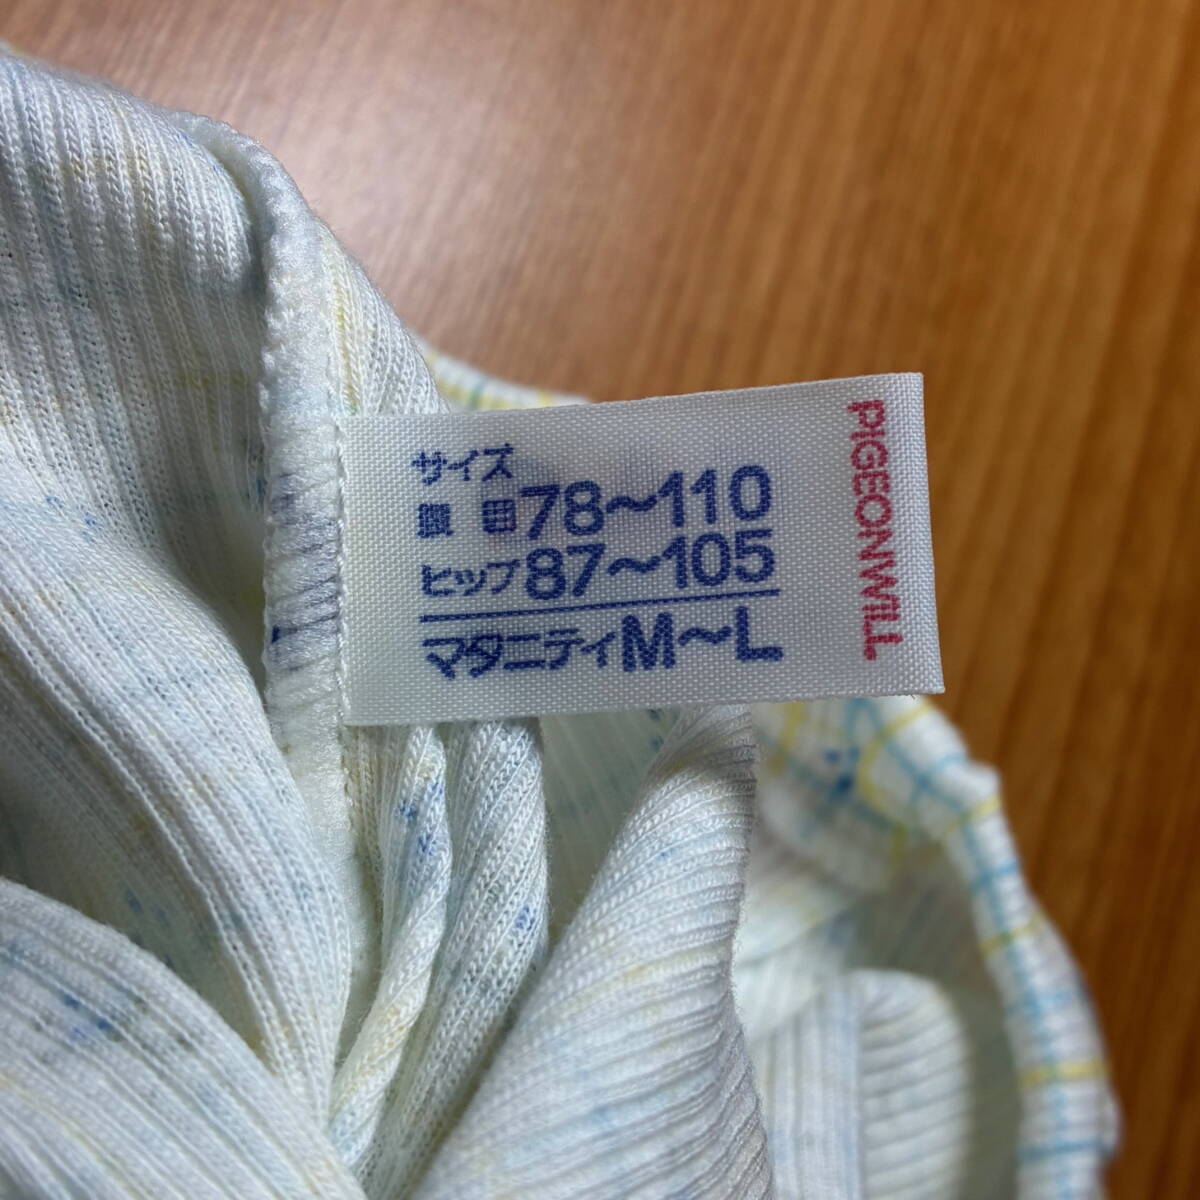 サイズ
腹囲78～110
ヒップ87～105
マタニティM～L
PIGEONWILL.